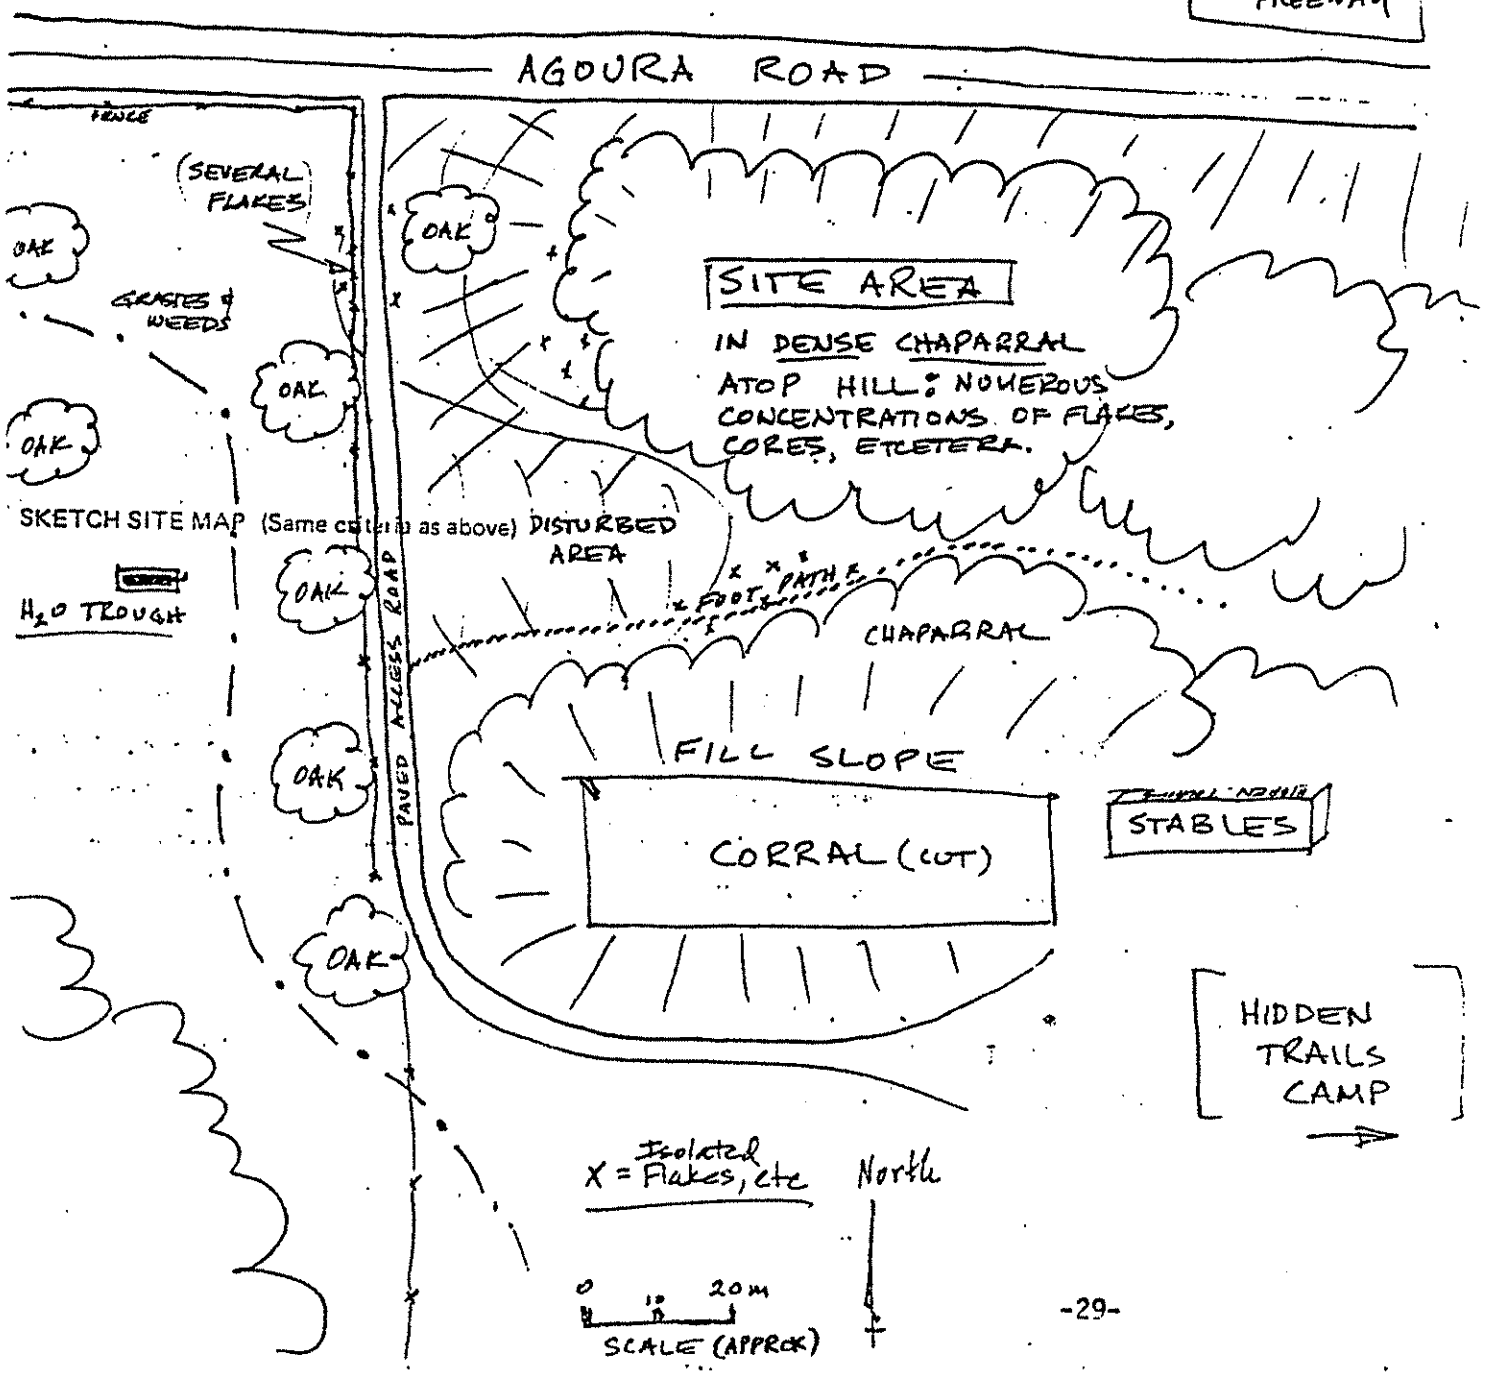 FREEWAY
AGOURA ROAD
FENCE
(SEVERAL
FLAKES)
OAK
OAK
SITE AREA
GRASSES &
WEEDS
IN DENSE CHAPARRAL
ATOP HILL: NUMEROUS
CONCENTRATIONS OF FLAKES,
CORES, ETCETERA.
OAK
OAK
SKETCH SITE MAP (Same criteria as above)
DISTURBED
AREA
H₂O TROUGH
OAK
PAVED ACCESS ROAD
FOOT PATH
CHAPARRAL
FILL SLOPE
OAK
STABLES
CORRAL (CUT)
OAK
HIDDEN
TRAILS
CAMP
Isolated
X = Flakes, etc
North
0 10 20m
SCALE (APPROX)
-29-